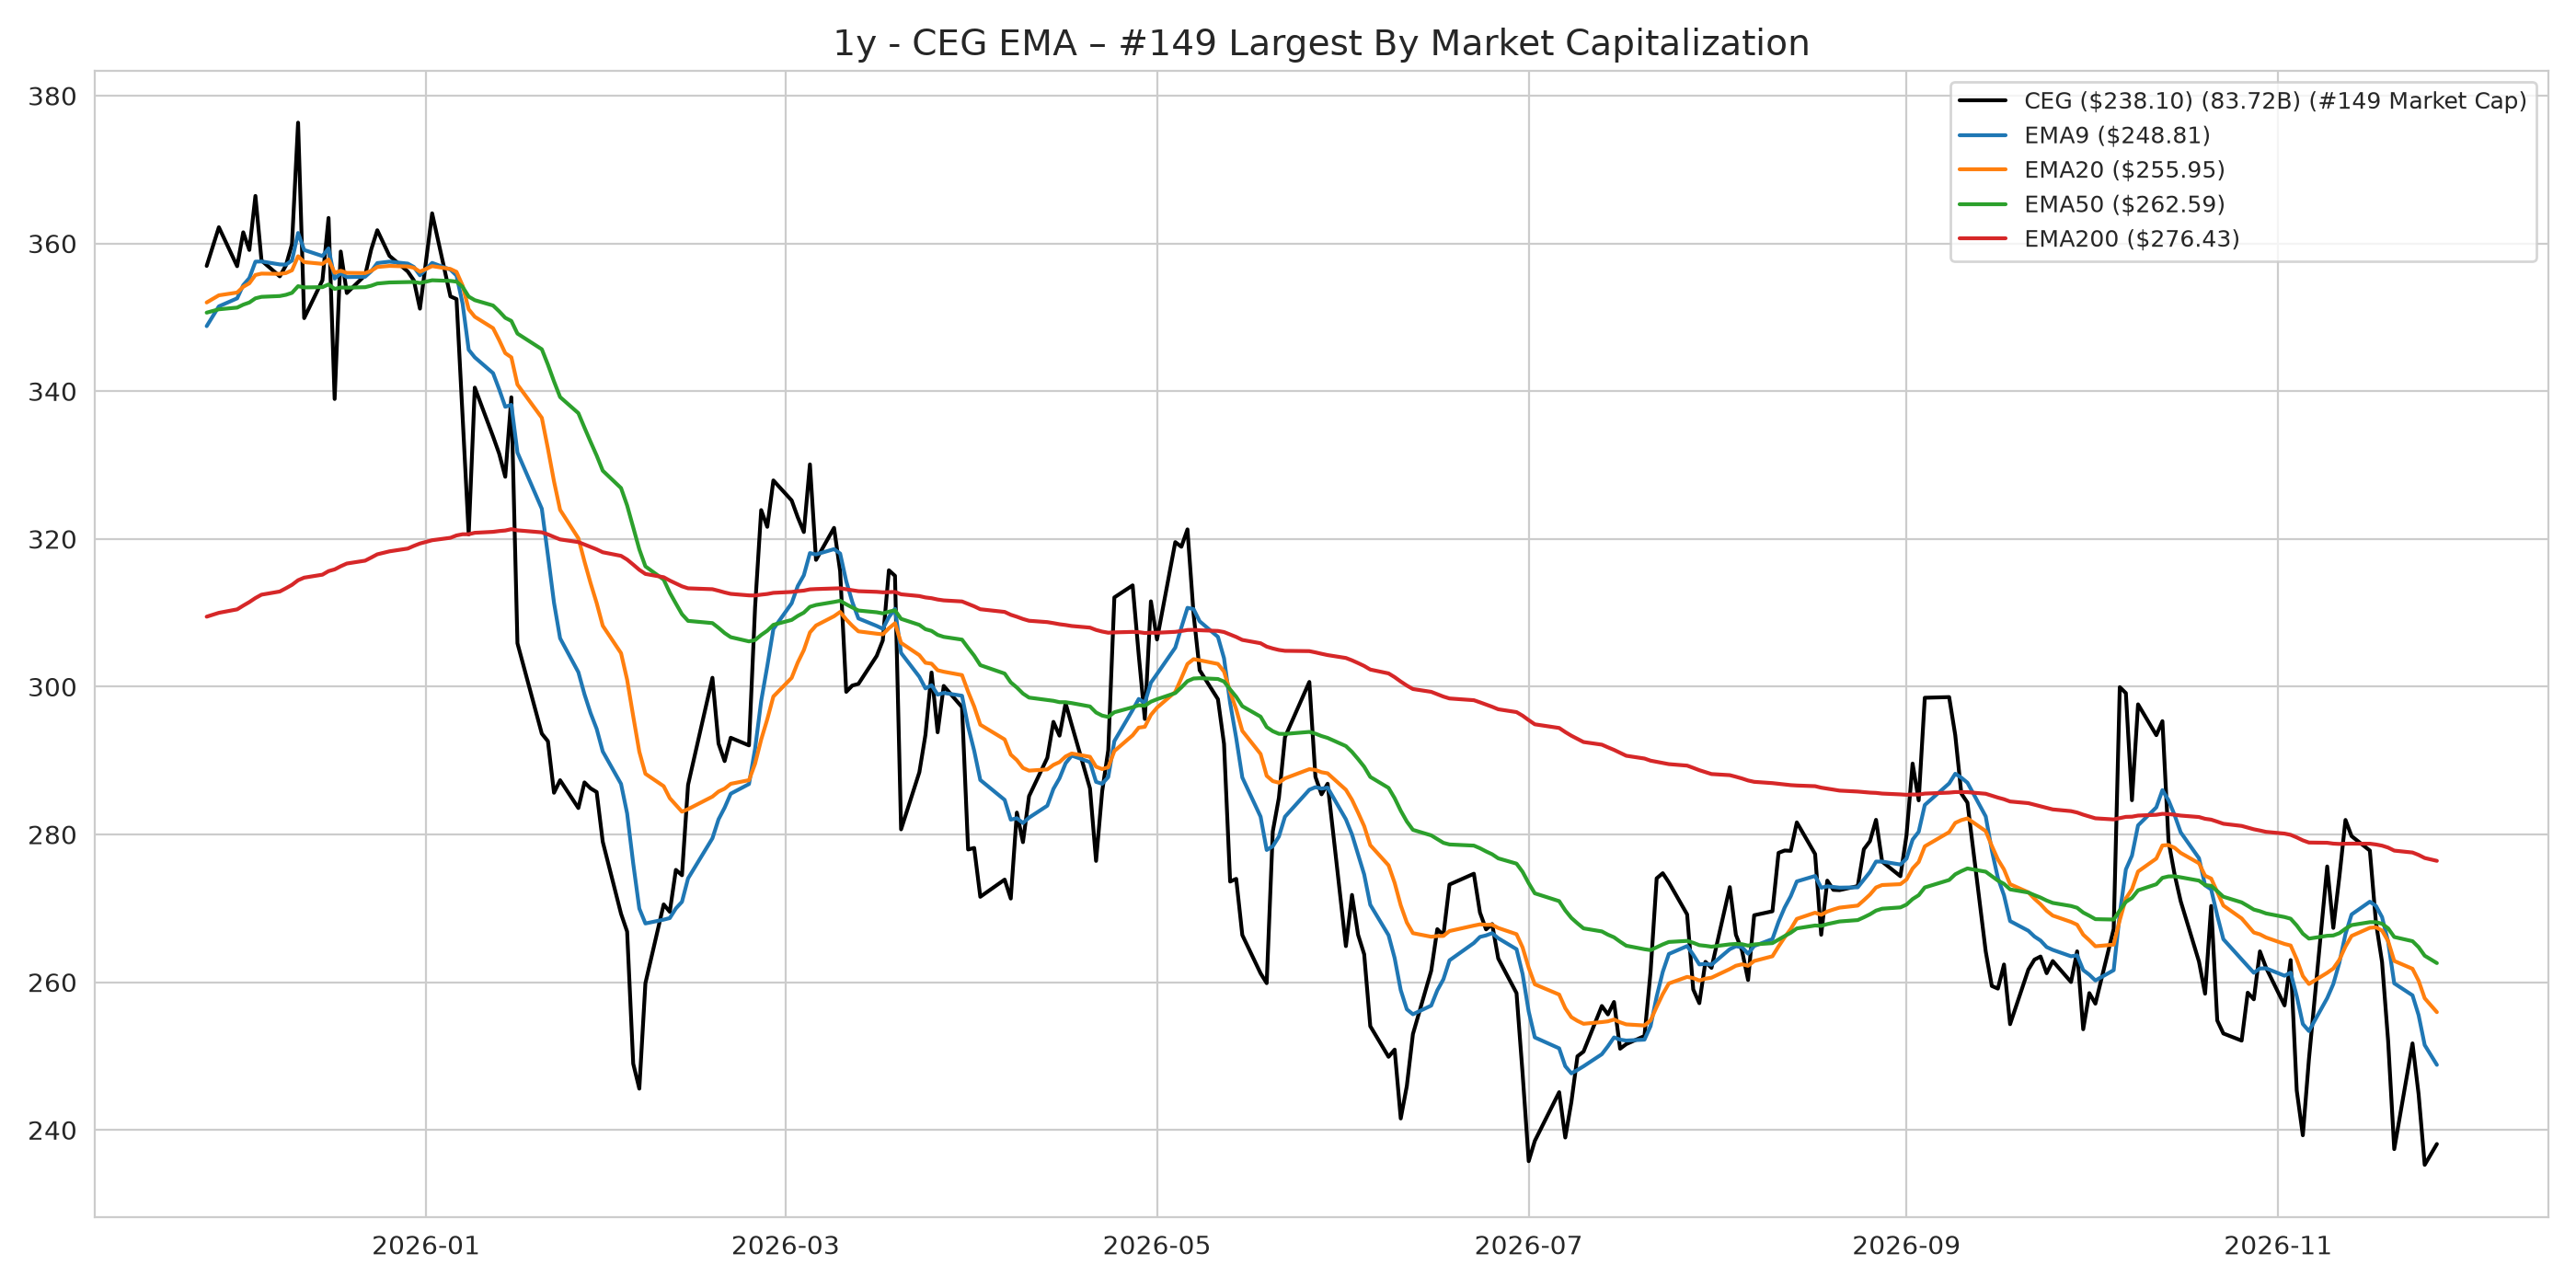 1y - CEG EMA – #149 Largest By Market Capitalization
CEG ($238.10) (83.72B) (#149 Market Cap)
EMA9 ($248.81)
EMA20 ($255.95)
EMA50 ($262.59)
EMA200 ($276.43)
380
360
340
320
300
280
260
240
2026-01
2026-03
2026-05
2026-07
2026-09
2026-11